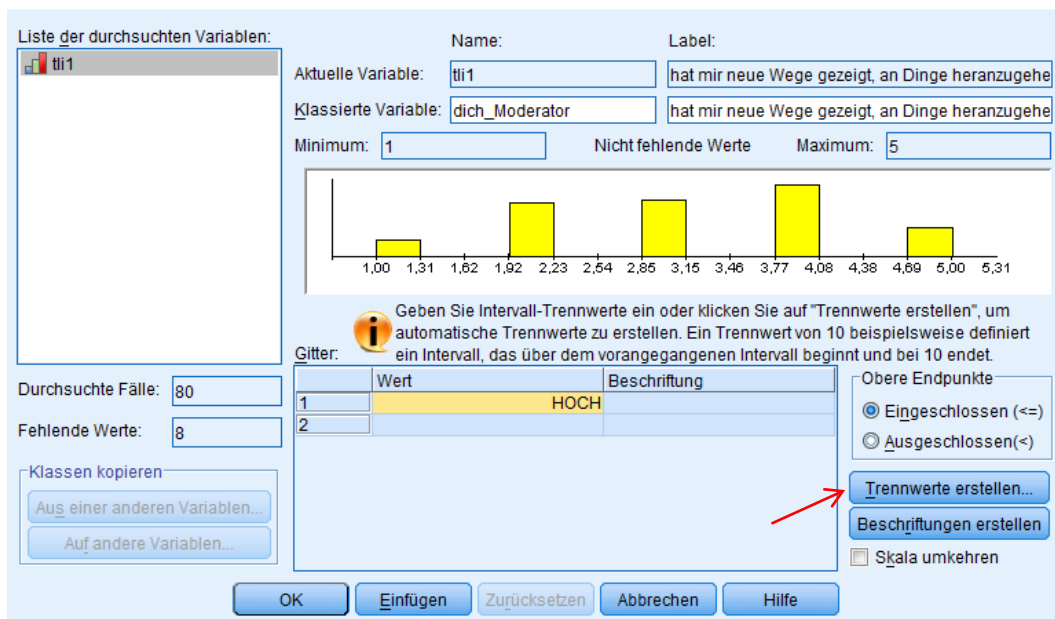 Liste der durchsuchten Variablen:
tli1
Name:
Label:
Aktuelle Variable:
tli1
hat mir neue Wege gezeigt, an Dinge heranzugehe
Klassierte Variable:
dich_Moderator
hat mir neue Wege gezeigt, an Dinge heranzugehe
Minimum:
1
Nicht fehlende Werte
Maximum:
5
1,00 1,31 1,62 1,92 2,23 2,54 2,85 3,15 3,46 3,77 4,08 4,38 4,69 5,00 5,31
Geben Sie Intervall-Trennwerte ein oder klicken Sie auf "Trennwerte erstellen", um
automatische Trennwerte zu erstellen. Ein Trennwert von 10 beispielsweise definiert
ein Intervall, das über dem vorangegangenen Intervall beginnt und bei 10 endet.
Gitter:
Wert
Beschriftung
1
HOCH
2
Durchsuchte Fälle:
80
Fehlende Werte:
8
Klassen kopieren
Aus einer anderen Variablen...
Auf andere Variablen...
Obere Endpunkte
Eingeschlossen (<=)
Ausgeschlossen(<)
Trennwerte erstellen...
Beschriftungen erstellen
Skala umkehren
OK
Einfügen
Zurücksetzen
Abbrechen
Hilfe